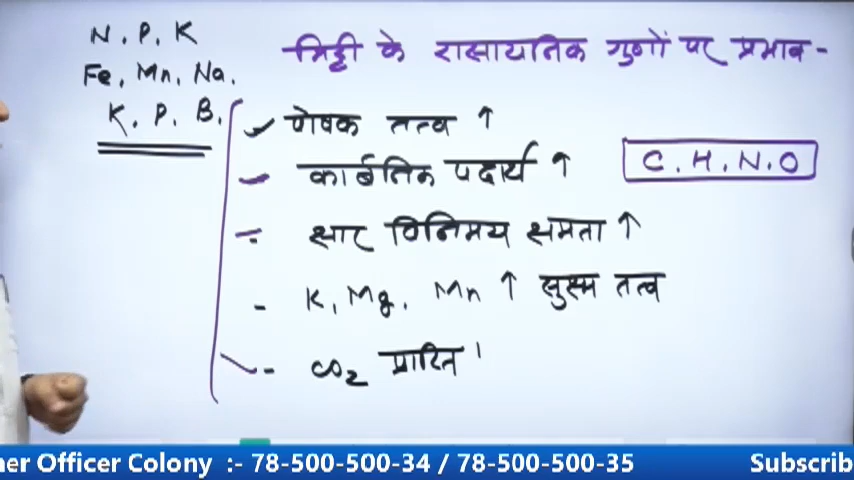 N. P. K
Fe, Mn, Na.
K. P. B.
मिट्टी के रासायनिक गुणों पर प्रभाव -
पोषक तत्व ↑
कार्बनिक पदार्थ ↑
C. H. N. O
क्षार विनिमय क्षमता ↑
- K, Mg, Mn ↑ सुक्ष्म तत्व
- CO2 प्राप्ति ।
ner Officer Colony :- 78-500-500-34 / 78-500-500-35 Subscrib